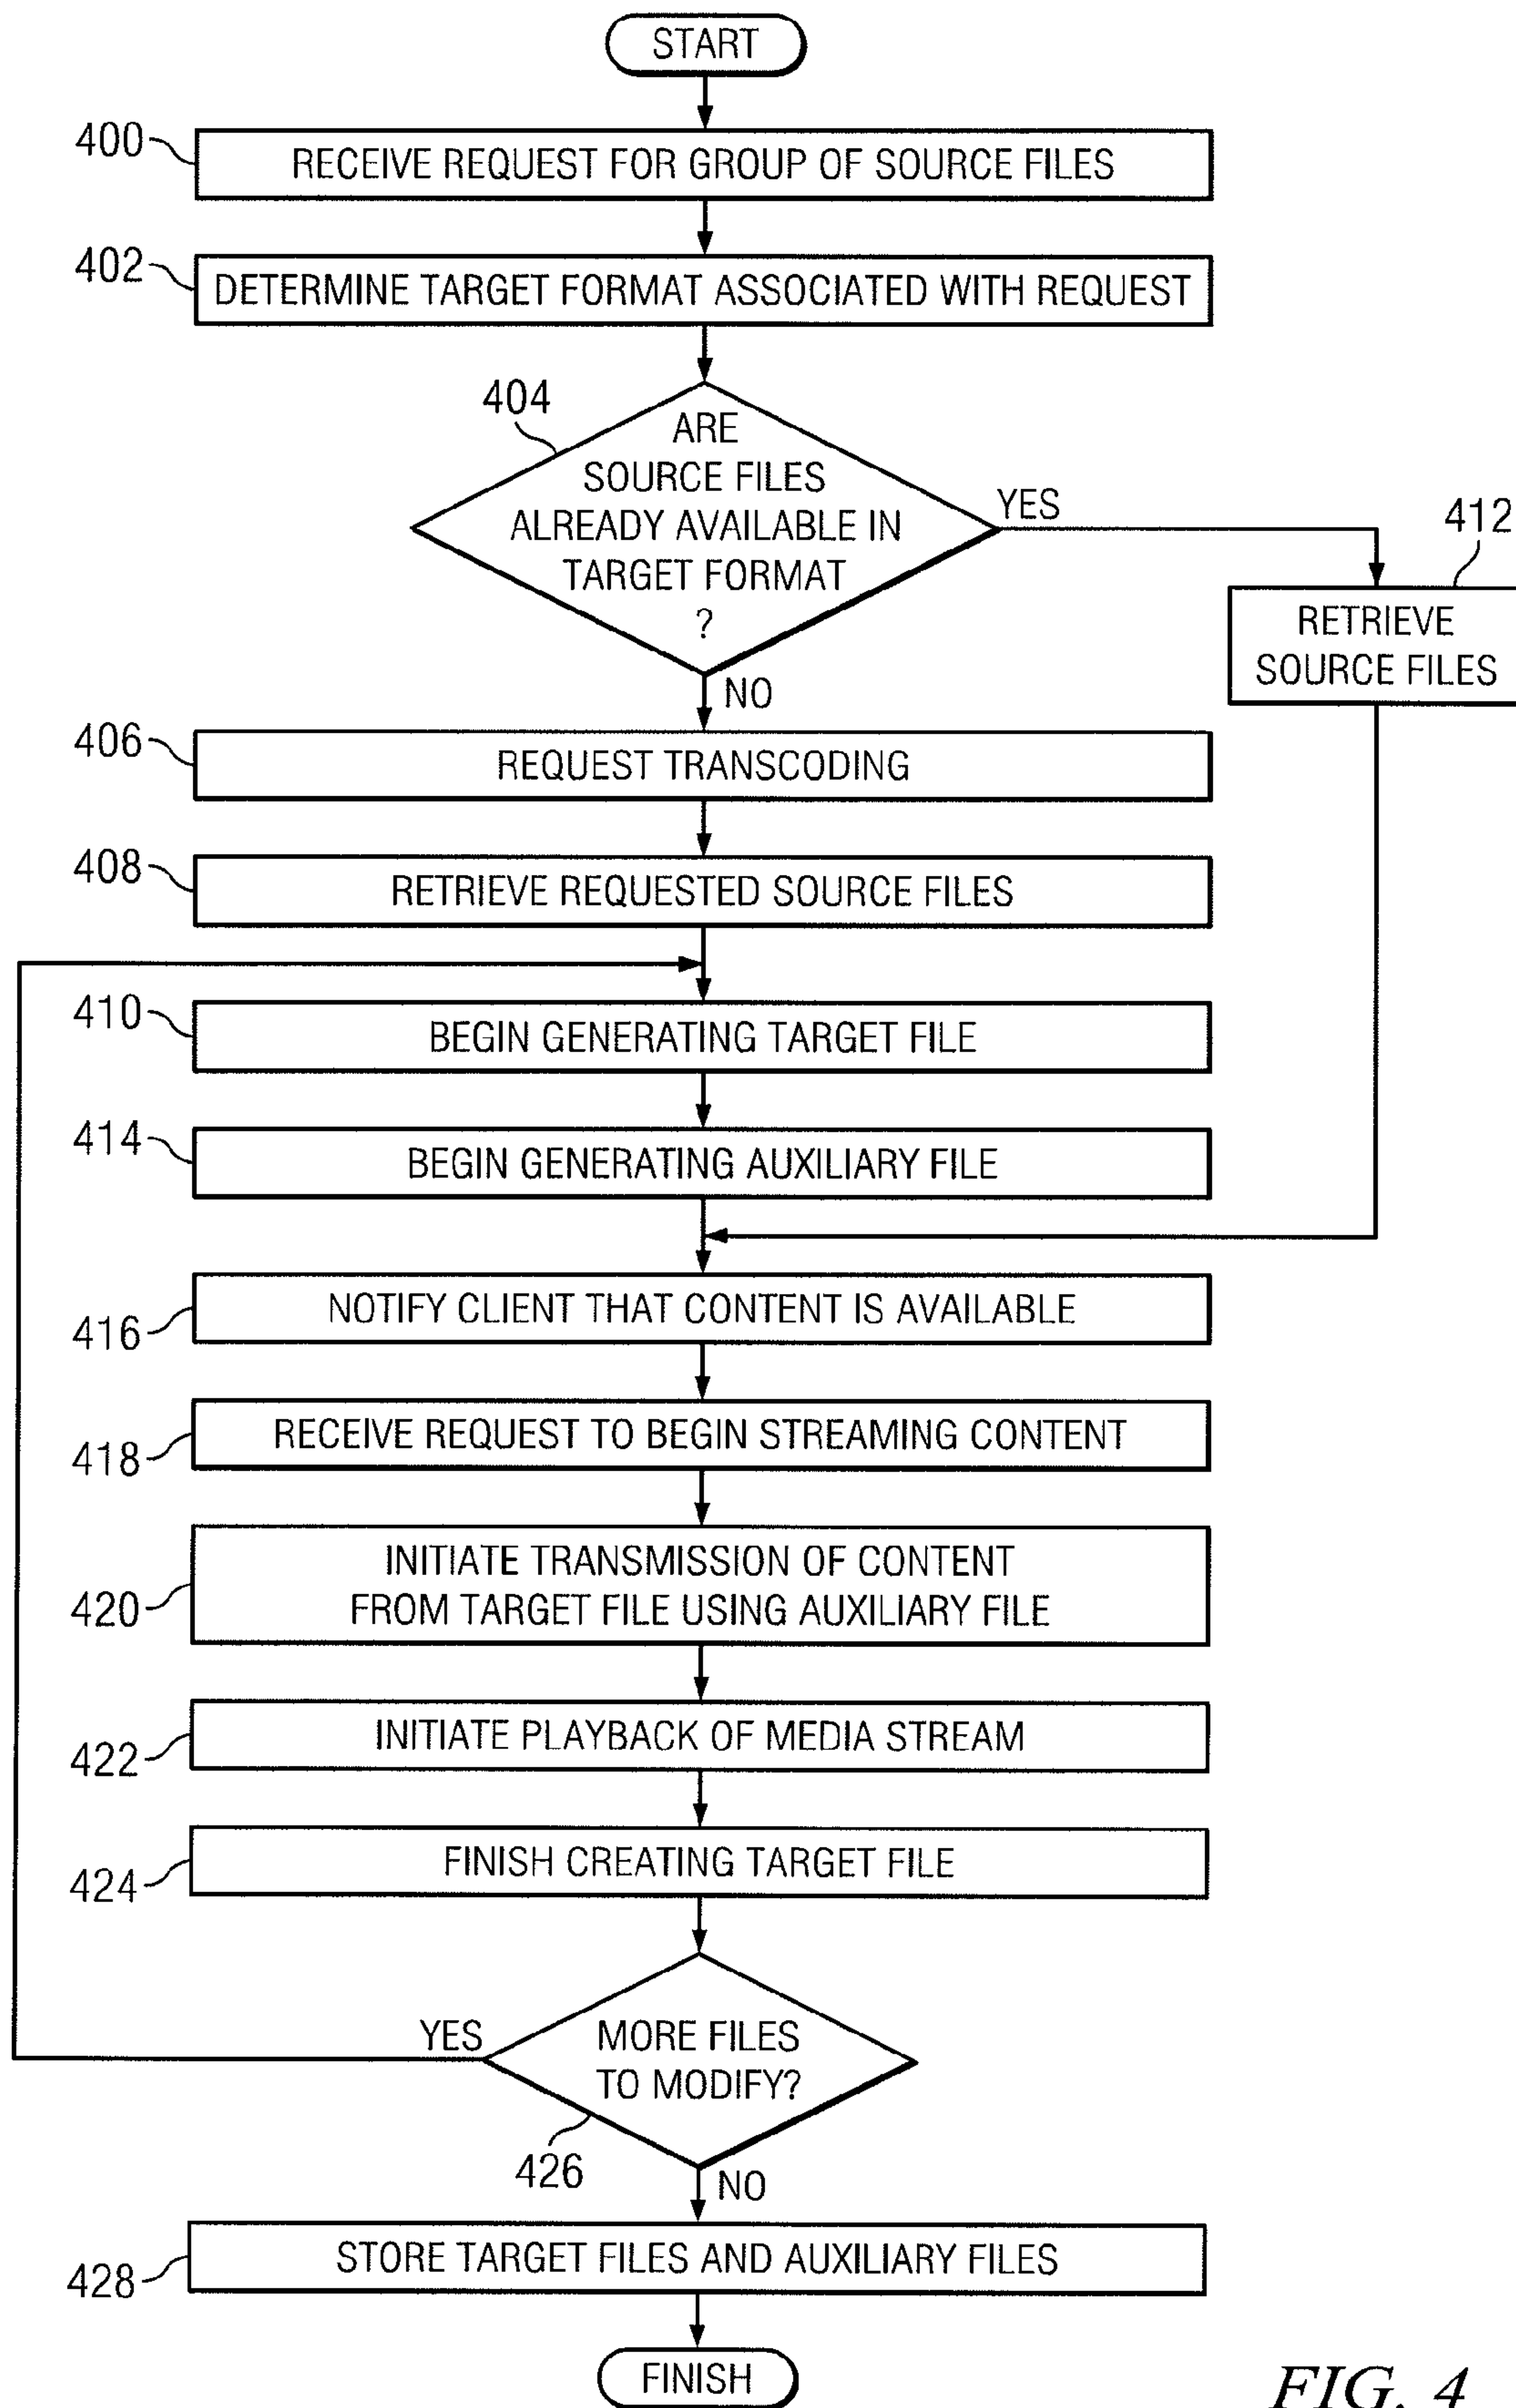 START
400
RECEIVE REQUEST FOR GROUP OF SOURCE FILES
402
DETERMINE TARGET FORMAT ASSOCIATED WITH REQUEST
404
ARE
SOURCE FILES
ALREADY AVAILABLE IN
TARGET FORMAT
?
YES
412
RETRIEVE
SOURCE FILES
NO
406
REQUEST TRANSCODING
408
RETRIEVE REQUESTED SOURCE FILES
410
BEGIN GENERATING TARGET FILE
414
BEGIN GENERATING AUXILIARY FILE
416
NOTIFY CLIENT THAT CONTENT IS AVAILABLE
418
RECEIVE REQUEST TO BEGIN STREAMING CONTENT
420
INITIATE TRANSMISSION OF CONTENT
FROM TARGET FILE USING AUXILIARY FILE
422
INITIATE PLAYBACK OF MEDIA STREAM
424
FINISH CREATING TARGET FILE
YES
MORE FILES
TO MODIFY?
426
NO
428
STORE TARGET FILES AND AUXILIARY FILES
FINISH
FIG. 4